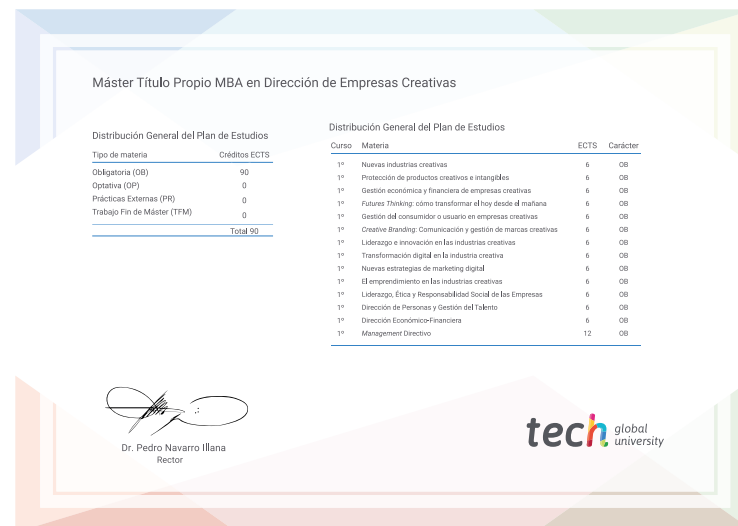 Máster Título Propio MBA en Dirección de Empresas Creativas
Distribución General del Plan de Estudios
Tipo de materia Créditos ECTS
Obligatoria (OB) 90
Optativa (OP) 0
Prácticas Externas (PR) 0
Trabajo Fin de Máster (TFM) 0
Total 90
Distribución General del Plan de Estudios
Curso Materia ECTS Carácter
1º Nuevas industrias creativas 6 OB
1º Protección de productos creativos e intangibles 6 OB
1º Gestión económica y financiera de empresas creativas 6 OB
1º Futures Thinking: cómo transformar el hoy desde el mañana 6 OB
1º Gestión del consumidor o usuario en empresas creativas 6 OB
1º Creative Branding: Comunicación y gestión de marcas creativas 6 OB
1º Liderazgo e innovación en las industrias creativas 6 OB
1º Transformación digital en la industria creativa 6 OB
1º Nuevas estrategias de marketing digital 6 OB
1º El emprendimiento en las industrias creativas 6 OB
1º Liderazgo, Ética y Responsabilidad Social de las Empresas 6 OB
1º Dirección de Personas y Gestión del Talento 6 OB
1º Dirección Económico-Financiera 6 OB
1º Management Directivo 12 OB
Dr. Pedro Navarro Illana
Rector
tech global
university